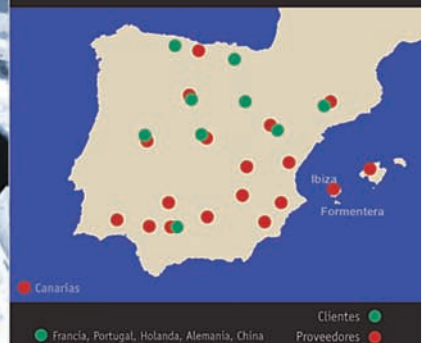 Ibiza
Formentera
Canarias
Clientes
Francia, Portugal, Holanda, Alemania, China
Proveedores